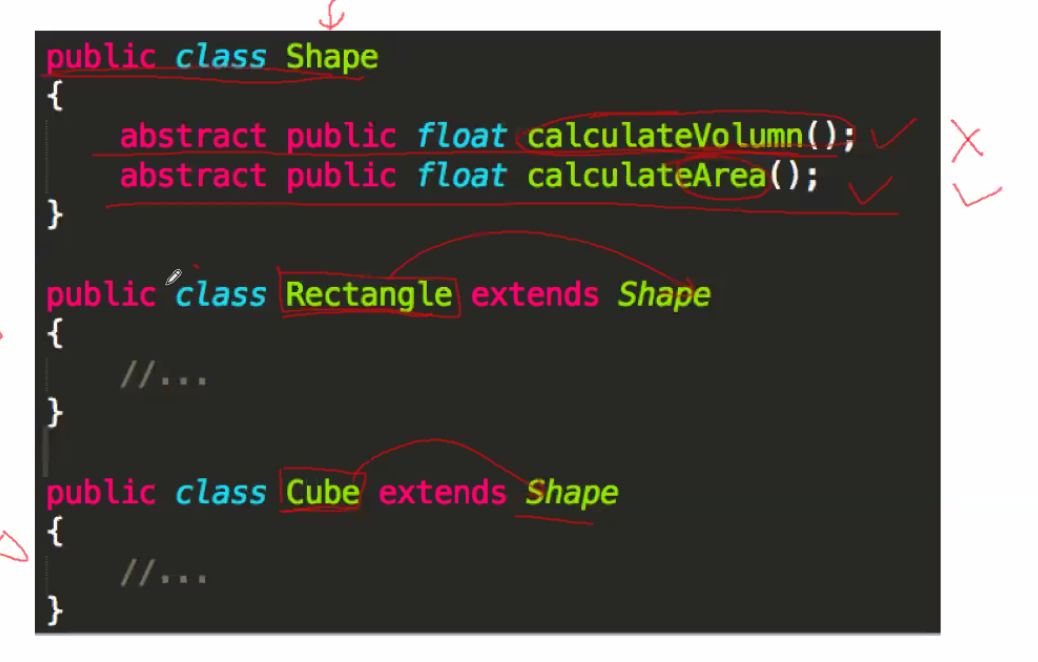 public class Shape
{
abstract public float calculateVolumn();
abstract public float calculateArea();
}
public class Rectangle extends Shape
{
//...
}
public class Cube extends Shape
{
//...
}